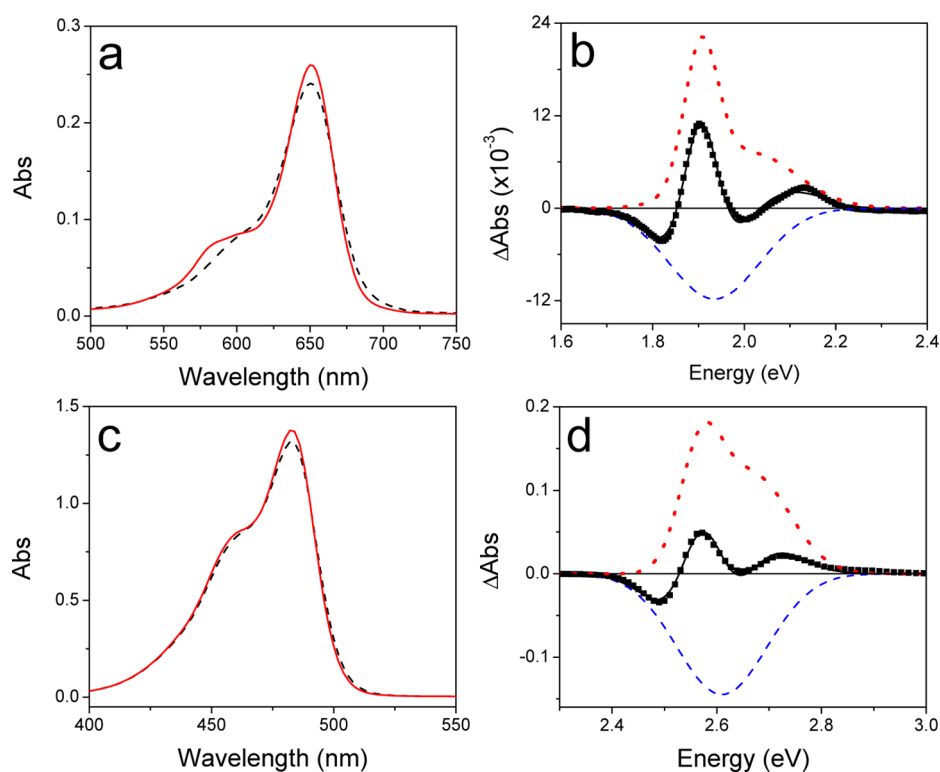 a
0.3
0.2
0.1
0.0
Abs
500 550 600 650 700 750
Wavelength (nm)
b
24
12
0
-12
ΔAbs (x10⁻³)
1.6 1.8 2.0 2.2 2.4
Energy (eV)
c
1.5
1.0
0.5
0.0
Abs
400 450 500 550
Wavelength (nm)
d
0.2
0.1
0.0
-0.1
ΔAbs
2.4 2.6 2.8 3.0
Energy (eV)